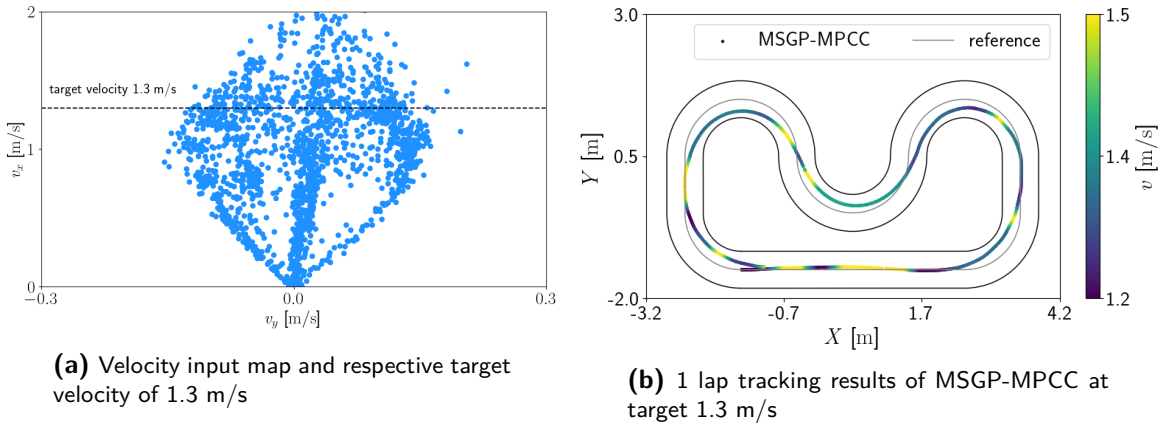 2
1
0
−0.3
0.0
0.3
v_x [m/s]
v_y [m/s]
target velocity 1.3 m/s
(a) Velocity input map and respective target
velocity of 1.3 m/s
3.0
0.5
-2.0
-3.2
-0.7
1.7
4.2
Y [m]
X [m]
MSGP-MPCC
reference
1.5
1.4
1.2
v [m/s]
(b) 1 lap tracking results of MSGP-MPCC at
target 1.3 m/s